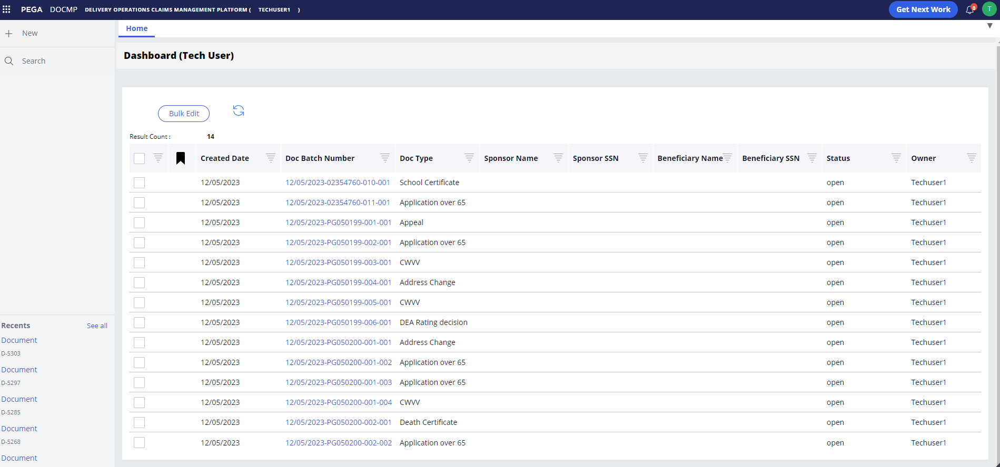 PEGA DOCMP DELIVERY OPERATIONS CLAIMS MANAGEMENT PLATFORM ( TECHUSER1 ) Get Next Work 0 T
New
Search
Recents See all
Document
D-5303
Document
D-5297
Document
D-5285
Document
D-5268
Document
Home
Dashboard (Tech User)
Bulk Edit
Result Count : 14
Created Date Doc Batch Number Doc Type Sponsor Name Sponsor SSN Beneficiary Name Beneficiary SSN Status Owner
12/05/2023 12/05/2023-02354760-010-001 School Certificate open Techuser1
12/05/2023 12/05/2023-02354760-011-001 Application over 65 open Techuser1
12/05/2023 12/05/2023-PG050199-001-001 Appeal open Techuser1
12/05/2023 12/05/2023-PG050199-002-001 Application over 65 open Techuser1
12/05/2023 12/05/2023-PG050199-003-001 CWVV open Techuser1
12/05/2023 12/05/2023-PG050199-004-001 Address Change open Techuser1
12/05/2023 12/05/2023-PG050199-005-001 CWVV open Techuser1
12/05/2023 12/05/2023-PG050199-006-001 DEA Rating decision open Techuser1
12/05/2023 12/05/2023-PG050200-001-001 Address Change open Techuser1
12/05/2023 12/05/2023-PG050200-001-002 Application over 65 open Techuser1
12/05/2023 12/05/2023-PG050200-001-003 Application over 65 open Techuser1
12/05/2023 12/05/2023-PG050200-001-004 CWVV open Techuser1
12/05/2023 12/05/2023-PG050200-002-001 Death Certificate open Techuser1
12/05/2023 12/05/2023-PG050200-002-002 Application over 65 open Techuser1